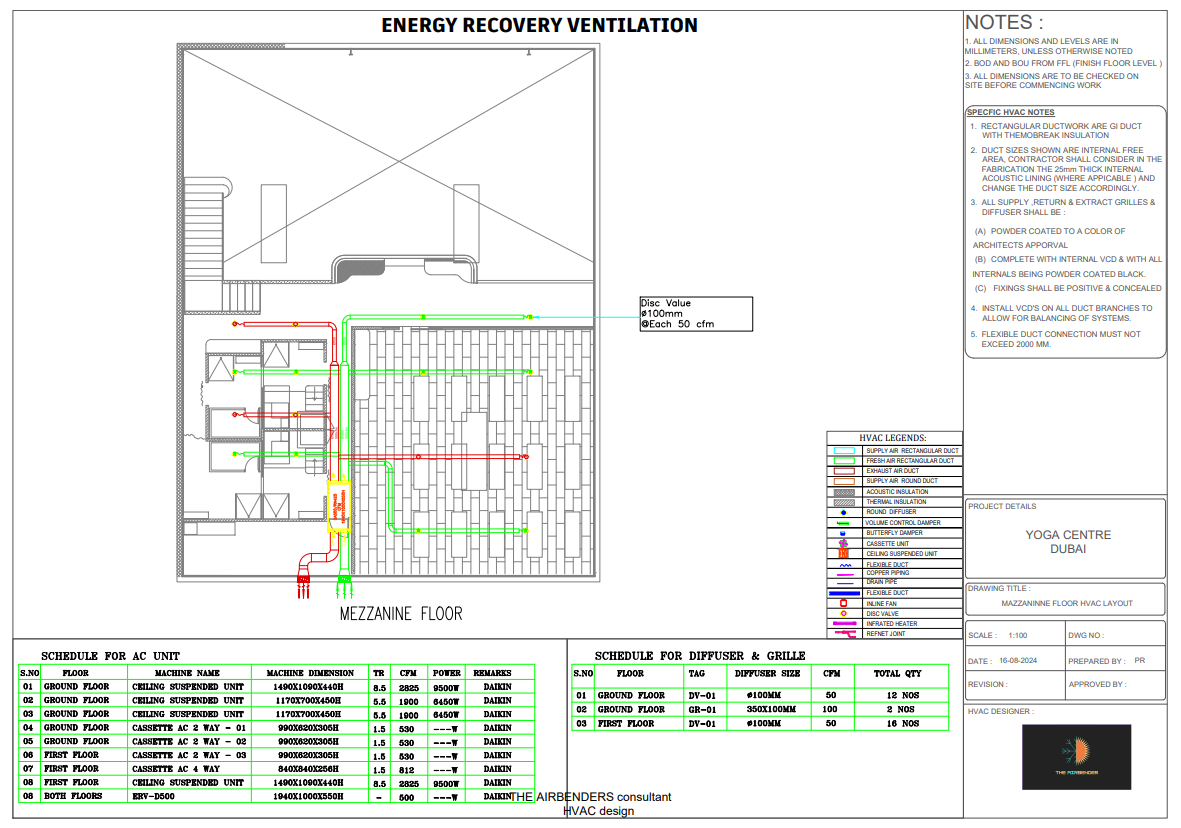 ENERGY RECOVERY VENTILATION
Disc Value
ø100mm
@Each 50 cfm
MEZZANINE FLOOR
NOTES :
1. ALL DIMENSIONS AND LEVELS ARE IN
MILLIMETERS, UNLESS OTHERWISE NOTED
2. BOD AND BOU FROM FFL (FINISH FLOOR LEVEL )
3. ALL DIMENSIONS ARE TO BE CHECKED ON
SITE BEFORE COMMENCING WORK
SPECFIC HVAC NOTES
1. RECTANGULAR DUCTWORK ARE GI DUCT
WITH THEMOBREAK INSULATION
2. DUCT SIZES SHOWN ARE INTERNAL FREE
AREA, CONTRACTOR SHALL CONSIDER IN THE
FABRICATION THE 25mm THICK INTERNAL
ACOUSTIC LINING (WHERE APPICABLE ) AND
CHANGE THE DUCT SIZE ACCORDINGLY.
3. ALL SUPPLY ,RETURN & EXTRACT GRILLES &
DIFFUSER SHALL BE :
(A) POWDER COATED TO A COLOR OF
ARCHITECTS APPORVAL
(B) COMPLETE WITH INTERNAL VCD & WITH ALL
INTERNALS BEING POWDER COATED BLACK.
(C) FIXINGS SHALL BE POSITIVE & CONCEALED
4. INSTALL VCD'S ON ALL DUCT BRANCHES TO
ALLOW FOR BALANCING OF SYSTEMS.
5. FLEXIBLE DUCT CONNECTION MUST NOT
EXCEED 2000 MM.
HVAC LEGENDS:
SUPPLY AIR RECTANGULAR DUCT
FRESH AIR RECTANGULAR DUCT
EXHAUST AIR DUCT
SUPPLY AIR ROUND DUCT
ACOUSTIC INSULATION
THERMAL INSULATION
ROUND DIFFUSER
VOLUME CONTROL DAMPER
BUTTERFLY DAMPER
CASSETTE UNIT
CEILING SUSPENDED UNIT
FLEXIBLE DUCT
COPPER PIPING
DRAIN PIPE
FLEXIBLE DUCT
INLINE FAN
DISC VALVE
INFRATED HEATER
REFNET JOINT
PROJECT DETAILS
YOGA CENTRE
DUBAI
DRAWING TITLE :
MAZZANINNE FLOOR HVAC LAYOUT
SCALE : 1:100 DWG NO :
DATE : 16-08-2024 PREPARED BY : PR
REVISION : APPROVED BY :
HVAC DESIGNER :
THE AIRBENDER
SCHEDULE FOR AC UNIT
S.NO FLOOR MACHINE NAME MACHINE DIMENSION TR CFM POWER REMARKS
01 GROUND FLOOR CEILING SUSPENDED UNIT 1490X1090X440H 8.5 2825 9500W DAIKIN
02 GROUND FLOOR CEILING SUSPENDED UNIT 1170X700X450H 5.5 1900 6450W DAIKIN
03 GROUND FLOOR CEILING SUSPENDED UNIT 1170X700X450H 5.5 1900 6450W DAIKIN
04 GROUND FLOOR CASSETTE AC 2 WAY - 01 990X620X305H 1.5 530 ---W DAIKIN
05 GROUND FLOOR CASSETTE AC 2 WAY - 02 990X620X305H 1.5 530 ---W DAIKIN
06 FIRST FLOOR CASSETTE AC 2 WAY - 03 990X620X305H 1.5 530 ---W DAIKIN
07 FIRST FLOOR CASSETTE AC 4 WAY 840X840X256H 1.5 812 ---W DAIKIN
08 FIRST FLOOR CEILING SUSPENDED UNIT 1490X1090X440H 8.5 2825 9500W DAIKIN
08 BOTH FLOORS ERV-D500 1940X1000X550H - 500 ---W DAIKIN
SCHEDULE FOR DIFFUSER & GRILLE
S.NO FLOOR TAG DIFFUSER SIZE CFM TOTAL QTY
01 GROUND FLOOR DV-01 ø100MM 50 12 NOS
02 GROUND FLOOR GR-01 350X100MM 100 2 NOS
03 FIRST FLOOR DV-01 ø100MM 50 16 NOS
THE AIRBENDERS consultant
HVAC design